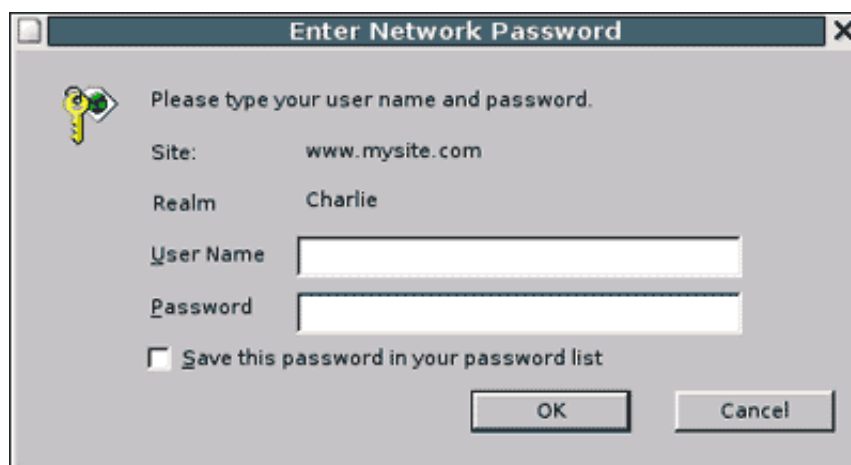 Enter Network Password
Please type your user name and password.
Site: www.mysite.com
Realm Charlie
User Name
Password
Save this password in your password list
OK Cancel